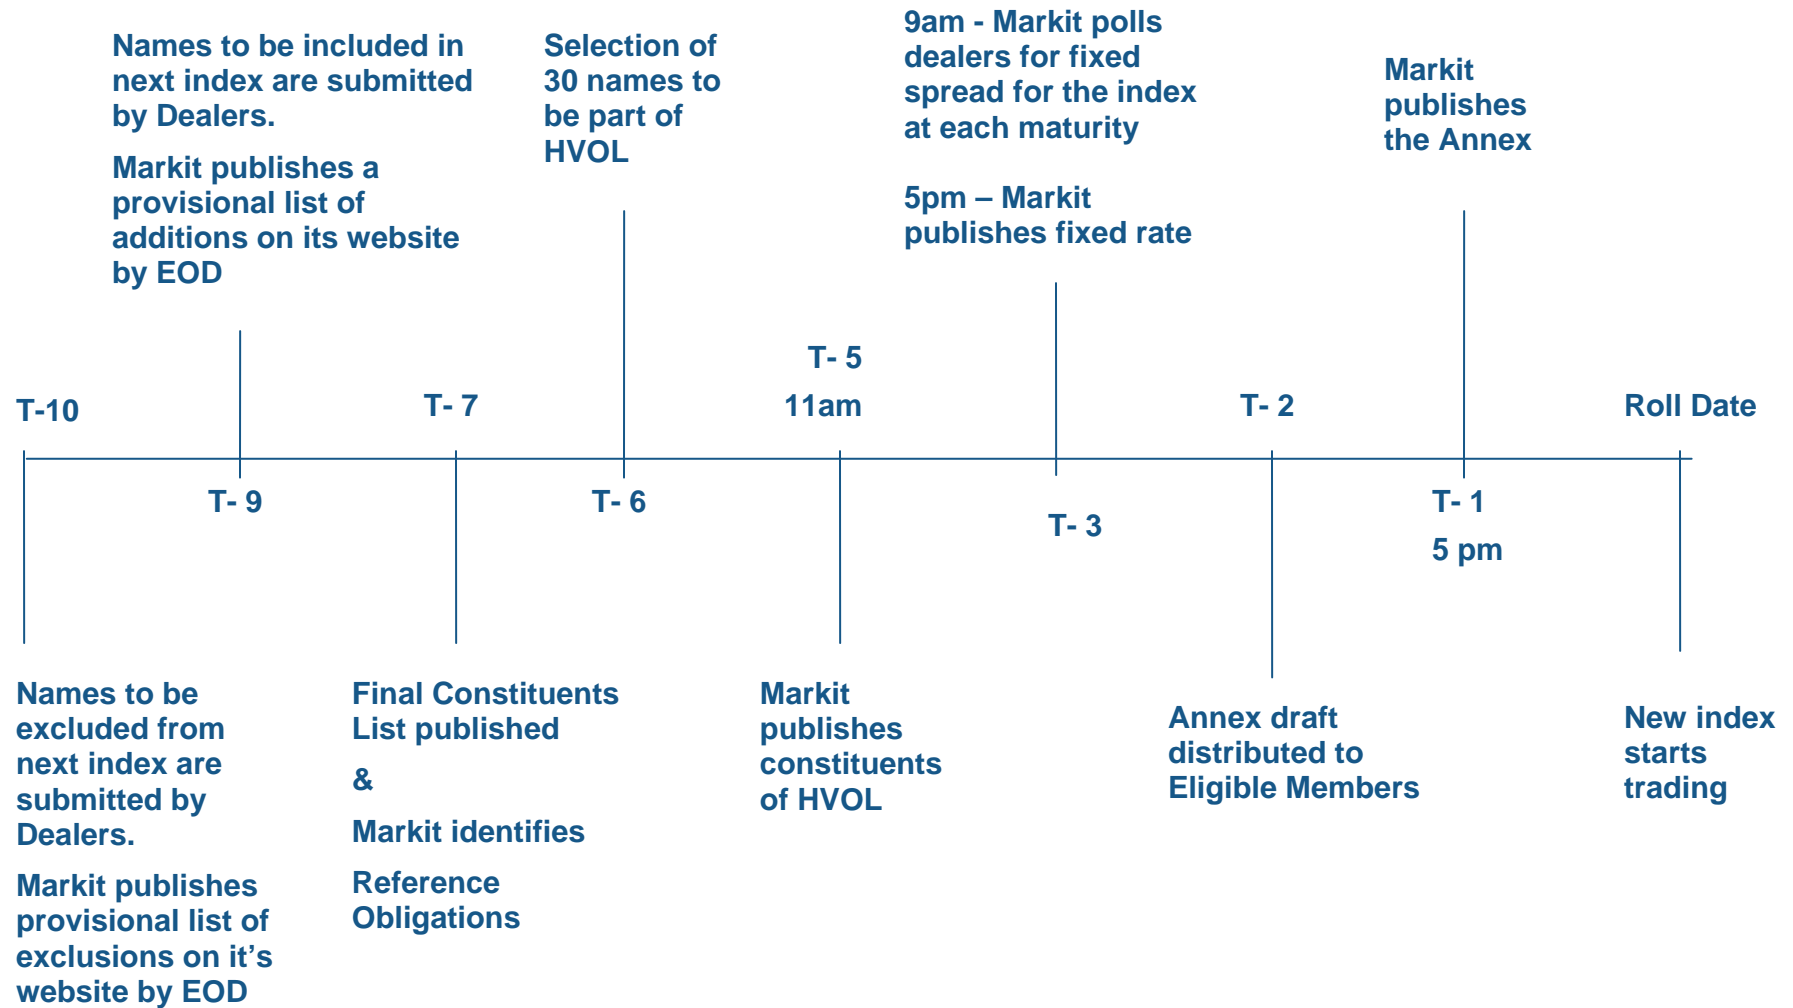 Names to be included in
next index are submitted
by Dealers.
Markit publishes a
provisional list of
additions on its website
by EOD
Selection of
30 names to
be part of
HVOL
9am - Markit polls
dealers for fixed
spread for the index
at each maturity
5pm – Markit
publishes fixed rate
Markit
publishes
the Annex
T-10
T- 7
T- 5
11am
T- 2
Roll Date
T- 9
T- 6
T- 3
T- 1
5 pm
Names to be
excluded from
next index are
submitted by
Dealers.
Markit publishes
provisional list of
exclusions on it’s
website by EOD
Final Constituents
List published
&
Markit identifies
Reference
Obligations
Markit
publishes
constituents
of HVOL
Annex draft
distributed to
Eligible Members
New index
starts
trading